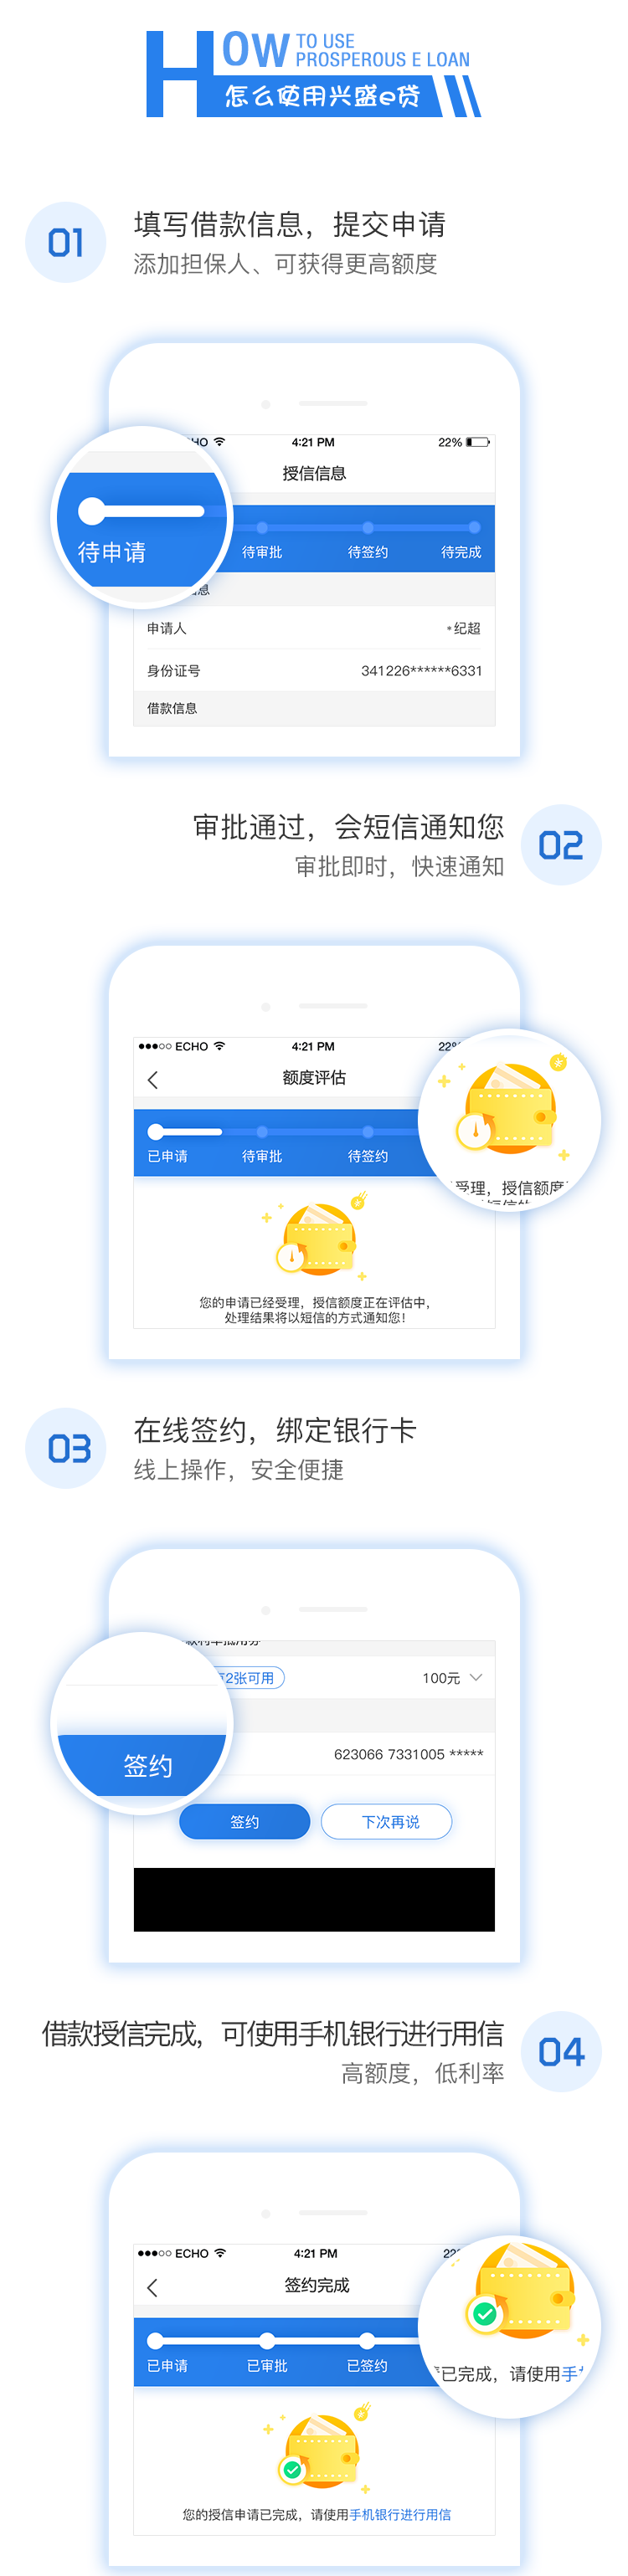 HOW TO USE
PROSPEROUS E LOAN
怎么使用兴盛e贷
01
填写借款信息，提交申请
添加担保人、可获得更高额度
HO 4:21 PM 22%
授信信息
待申请 待审批 待签约 待完成
息
申请人 *纪超
身份证号 341226******6331
借款信息
审批通过，会短信通知您
02
审批即时，快速通知
ECHO 4:21 PM 22%
额度评估
已申请 待审批 待签约
受理，授信额度
您的申请已经受理，授信额度正在评估中，
处理结果将以短信的方式通知您！
03
在线签约，绑定银行卡
线上操作，安全便捷
2张可用 100元
623066 7331005 *****
签约
签约 下次再说
借款授信完成，可使用手机银行进行用信
04
高额度，低利率
ECHO 4:21 PM 22
签约完成
已申请 已审批 已签约
已完成，请使用手
您的授信申请已完成，请使用手机银行进行用信